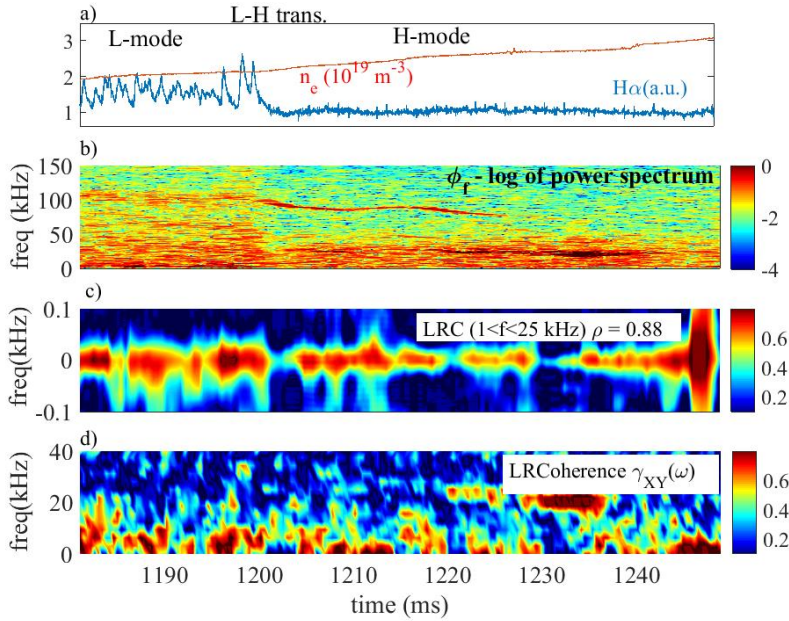 a) L-H trans.
L-mode H-mode
3
2
1
n_e (10^19 m^-3)
Hα(a.u.)
b)
150
100
50
0
freq (kHz)
ϕ_f - log of power spectrum
0
-2
-4
c)
0.1
0
-0.1
freq(kHz)
LRC (1<f<25 kHz) ρ = 0.88
0.6
0.4
0.2
d)
40
20
0
freq(kHz)
LRCoherence γ_XY(ω)
0.6
0.4
0.2
1190 1200 1210 1220 1230 1240
time (ms)